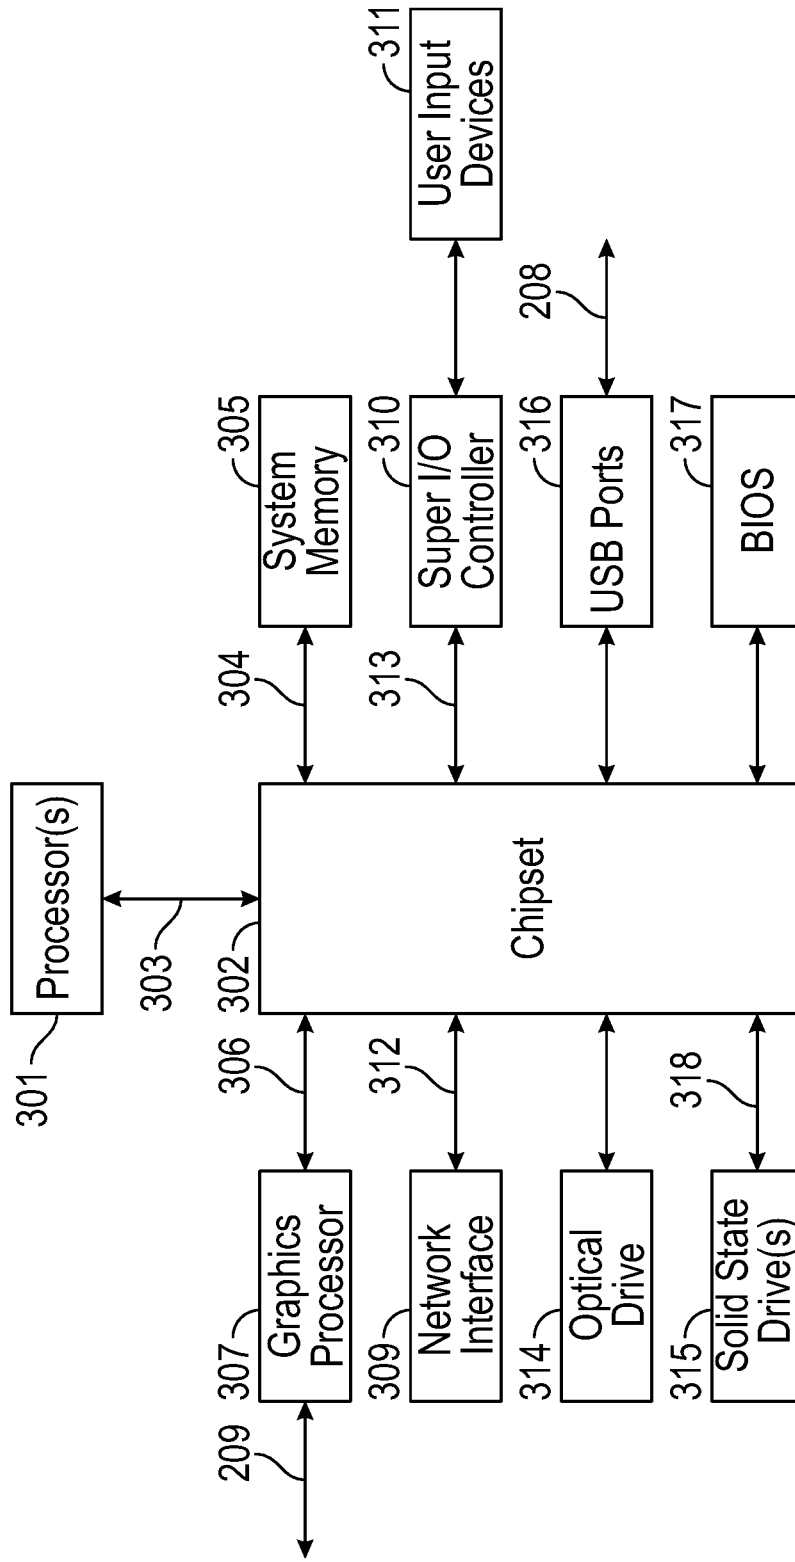 301
Processor(s)
303
302
Chipset
209
307
Graphics
Processor
306
309
Network
Interface
312
314
Optical
Drive
315
Solid State
Drive(s)
318
304
305
System
Memory
313
310
Super I/O
Controller
311
User Input
Devices
316
USB Ports
208
317
BIOS